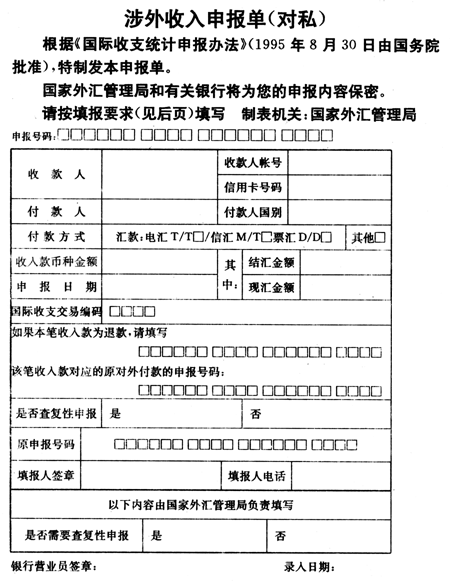 涉外收入申报单(对私)
根据《国际收支统计申报办法》(1995年8月30日由国务院
批准),特制发本申报单。
国家外汇管理局和有关银行将为您的申报内容保密。
请按填报要求(见后页)填写 制表机关:国家外汇管理局
申报号码:□□□□□□ □□□□ □□□□□□ □□□□
收款人 收款人帐号
信用卡号码
付款人 付款人国别
付款方式 汇款:电汇T/T□/信汇M/T□票汇D/D□ 其他□
收入款币种金额 其中: 结汇金额
申报日期 现汇金额
国际收支交易编码 □□□□
如果本笔收入款为退款,请填写
□□□□□□ □□□□ □□□□□□ □□□□
该笔收入款对应的原对外付款的申报号码:
□□□□□□ □□□□ □□□□□□ □□□□
是否查复性申报 是 否
原申报号码 □□□□□□ □□□□ □□□□□□ □□□□
填报人签章 填报人电话
以下内容由国家外汇管理局负责填写
是否需要查复性申报 是 否
银行营业员签章: 录入日期: